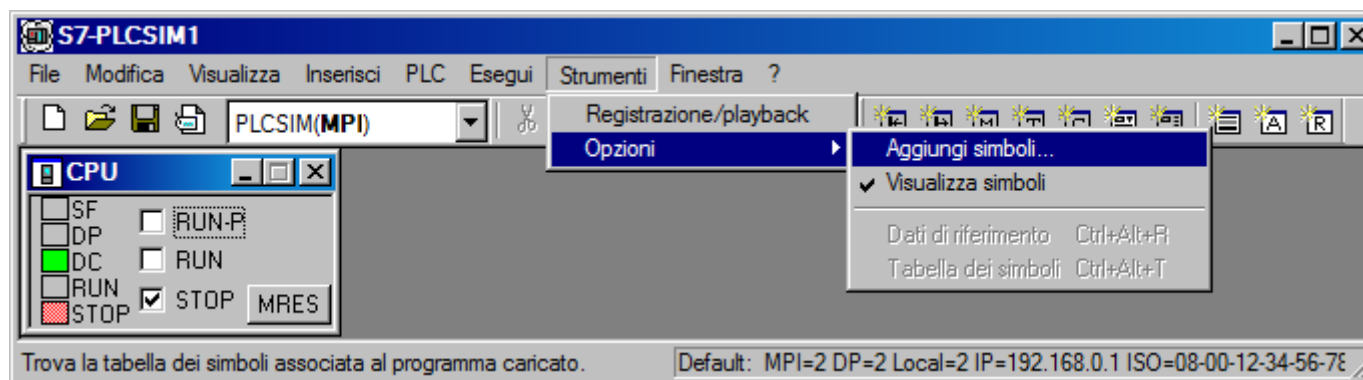 S7-PLCSIM1
File Modifica Visualizza Inserisci PLC Esegui Strumenti Finestra ?
PLCSIM(MPI)
Registrazione/playback
Opzioni
Aggiungi simboli...
Visualizza simboli
Dati di riferimento Ctrl+Alt+R
Tabella dei simboli Ctrl+Alt+T
CPU
SF
DP
DC
RUN
STOP
RUN-P
RUN
STOP
MRES
Trova la tabella dei simboli associata al programma caricato.
Default: MPI=2 DP=2 Local=2 IP=192.168.0.1 ISO=08-00-12-34-56-78